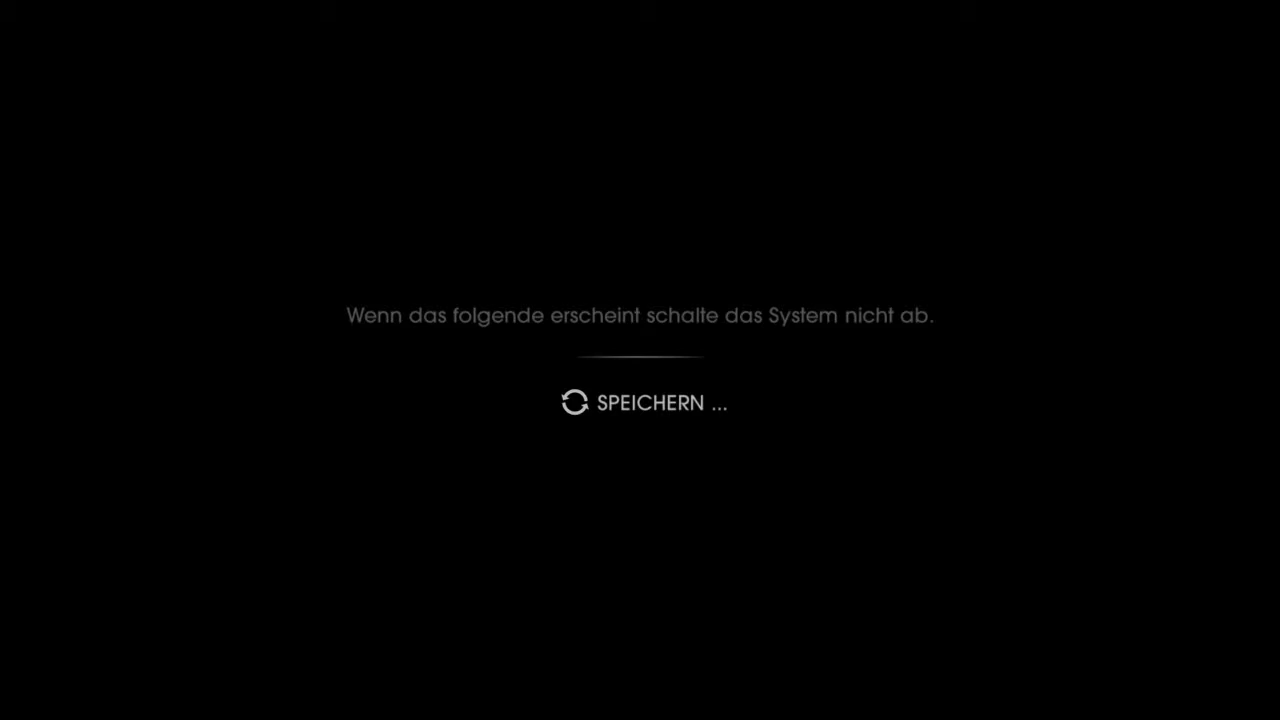 Wenn das folgende erscheint schalte das System nicht ab.
SPEICHERN ...